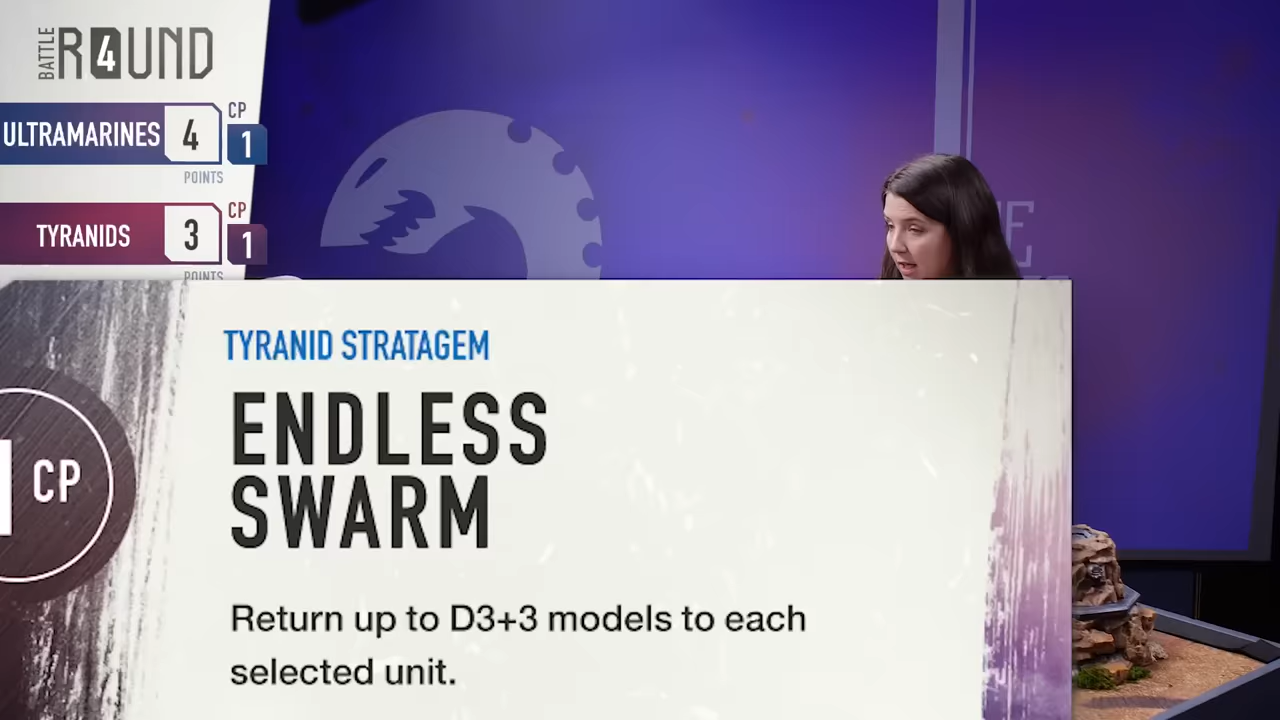 BATTLE
R4UND
ULTRAMARINES 4
CP
1
POINTS
TYRANIDS 3
CP
1
POINTS
TYRANID STRATAGEM
ENDLESS
SWARM
CP
Return up to D3+3 models to each
selected unit.